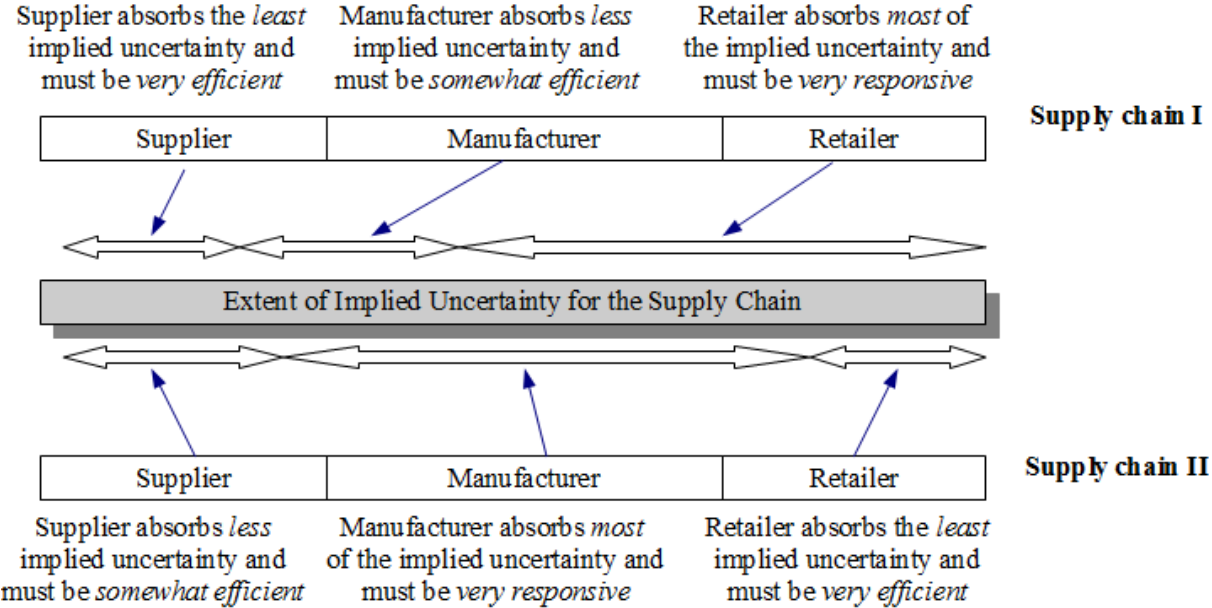 Supplier absorbs the least
implied uncertainty and
must be very efficient
Manufacturer absorbs less
implied uncertainty and
must be somewhat efficient
Retailer absorbs most of
the implied uncertainty and
must be very responsive
Supply chain I
Supplier
Manufacturer
Retailer
Extent of Implied Uncertainty for the Supply Chain
Supplier
Manufacturer
Retailer
Supply chain II
Supplier absorbs less
implied uncertainty and
must be somewhat efficient
Manufacturer absorbs most
of the implied uncertainty and
must be very responsive
Retailer absorbs the least
implied uncertainty and
must be very efficient